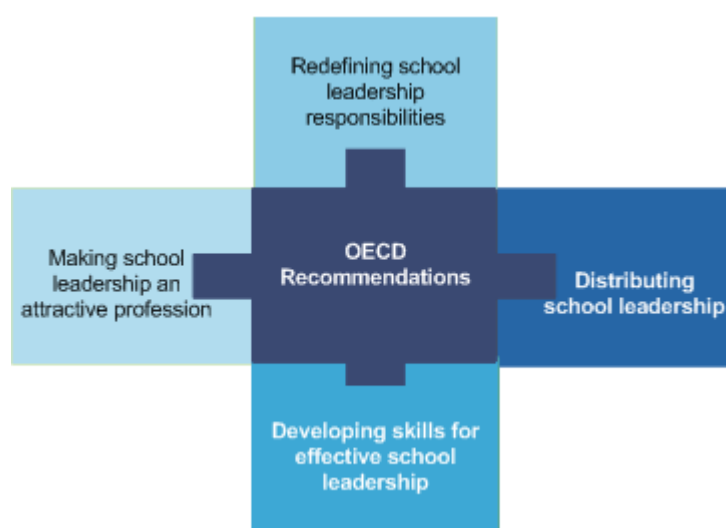 Redefining school
leadership
responsibilities
Making school
leadership an
attractive profession
OECD
Recommendations
Distributing
school leadership
Developing skills for
effective school
leadership